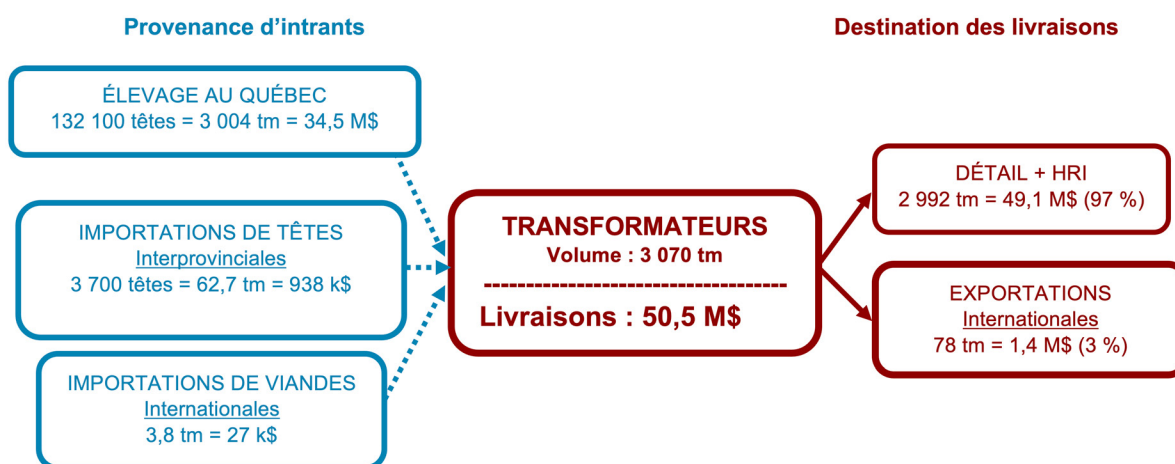 Provenance d'intrants
Destination des livraisons
ÉLEVAGE AU QUÉBEC
132 100 têtes = 3 004 tm = 34,5 M$
IMPORTATIONS DE TÊTES
Interprovinciales
3 700 têtes = 62,7 tm = 938 k$
IMPORTATIONS DE VIANDES
Internationales
3,8 tm = 27 k$
TRANSFORMATEURS
Volume : 3 070 tm
Livraisons : 50,5 M$
DÉTAIL + HRI
2 992 tm = 49,1 M$ (97 %)
EXPORTATIONS
Internationales
78 tm = 1,4 M$ (3 %)